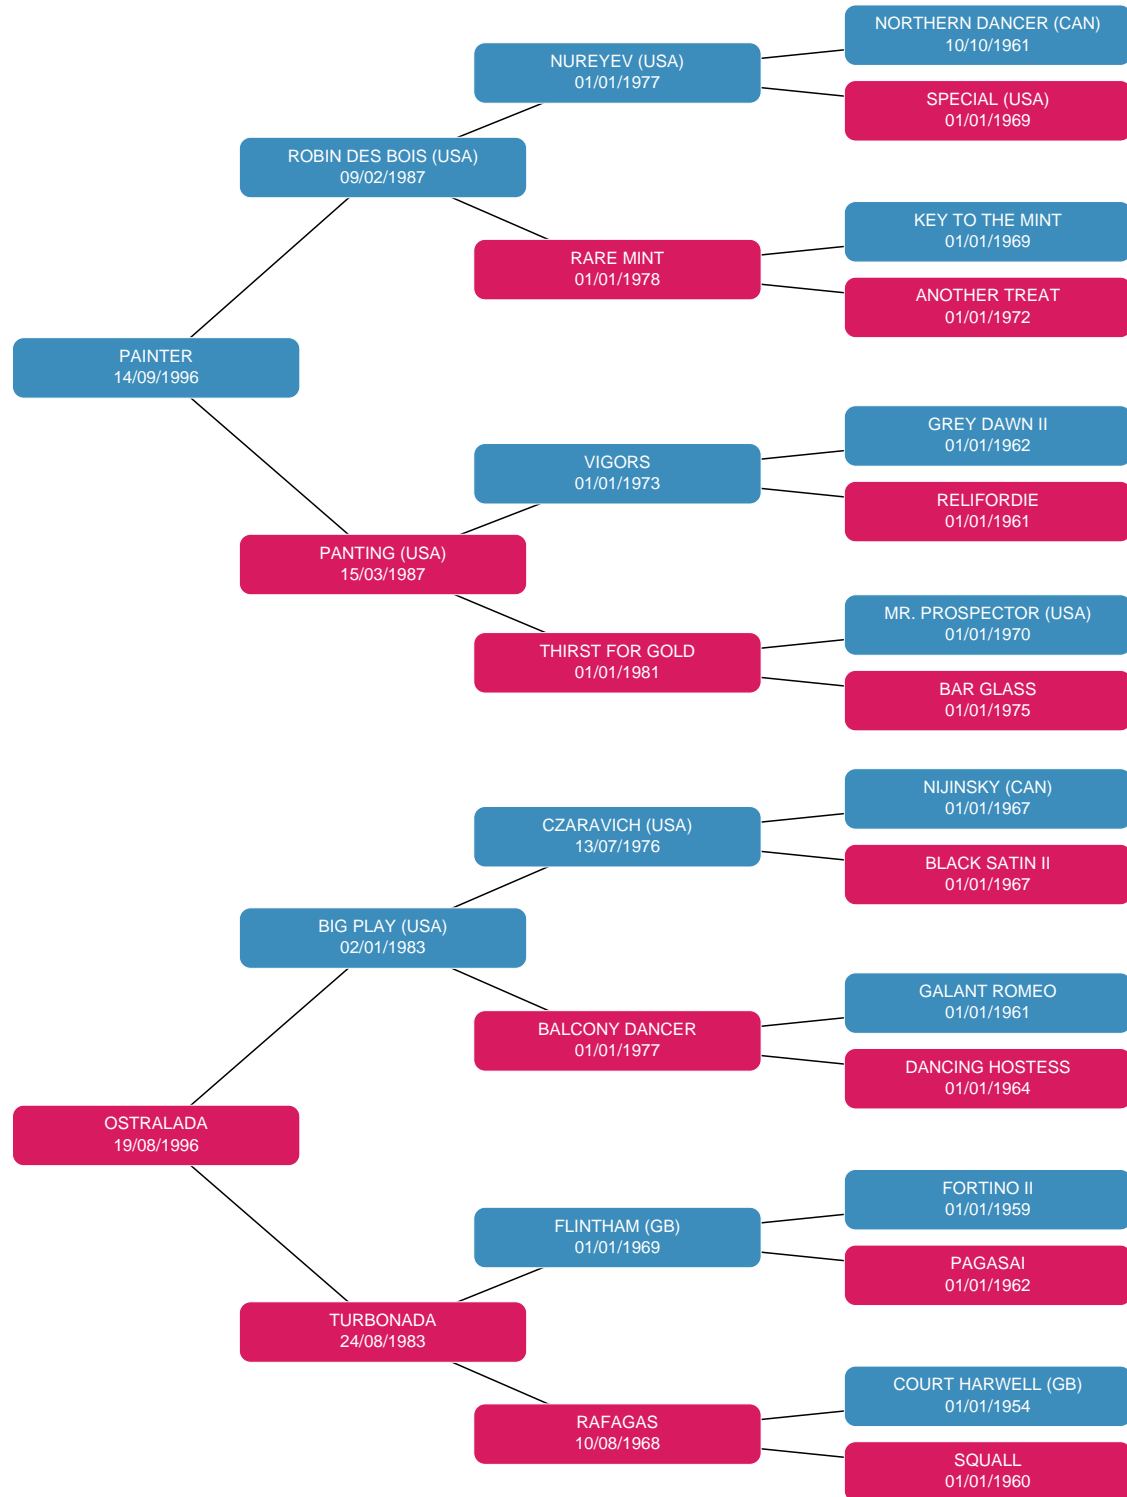 NORTHERN DANCER (CAN)
10/10/1961
NUREYEV (USA)
01/01/1977
SPECIAL (USA)
01/01/1969
ROBIN DES BOIS (USA)
09/02/1987
KEY TO THE MINT
01/01/1969
RARE MINT
01/01/1978
ANOTHER TREAT
01/01/1972
PAINTER
14/09/1996
GREY DAWN II
01/01/1962
VIGORS
01/01/1973
RELIFORDIE
01/01/1961
PANTING (USA)
15/03/1987
MR. PROSPECTOR (USA)
01/01/1970
THIRST FOR GOLD
01/01/1981
BAR GLASS
01/01/1975
NIJINSKY (CAN)
01/01/1967
CZARAVICH (USA)
13/07/1976
BLACK SATIN II
01/01/1967
BIG PLAY (USA)
02/01/1983
GALANT ROMEO
01/01/1961
BALCONY DANCER
01/01/1977
DANCING HOSTESS
01/01/1964
OSTRALADA
19/08/1996
FORTINO II
01/01/1959
FLINTHAM (GB)
01/01/1969
PAGASAI
01/01/1962
TURBONADA
24/08/1983
COURT HARWELL (GB)
01/01/1954
RAFAGAS
10/08/1968
SQUALL
01/01/1960